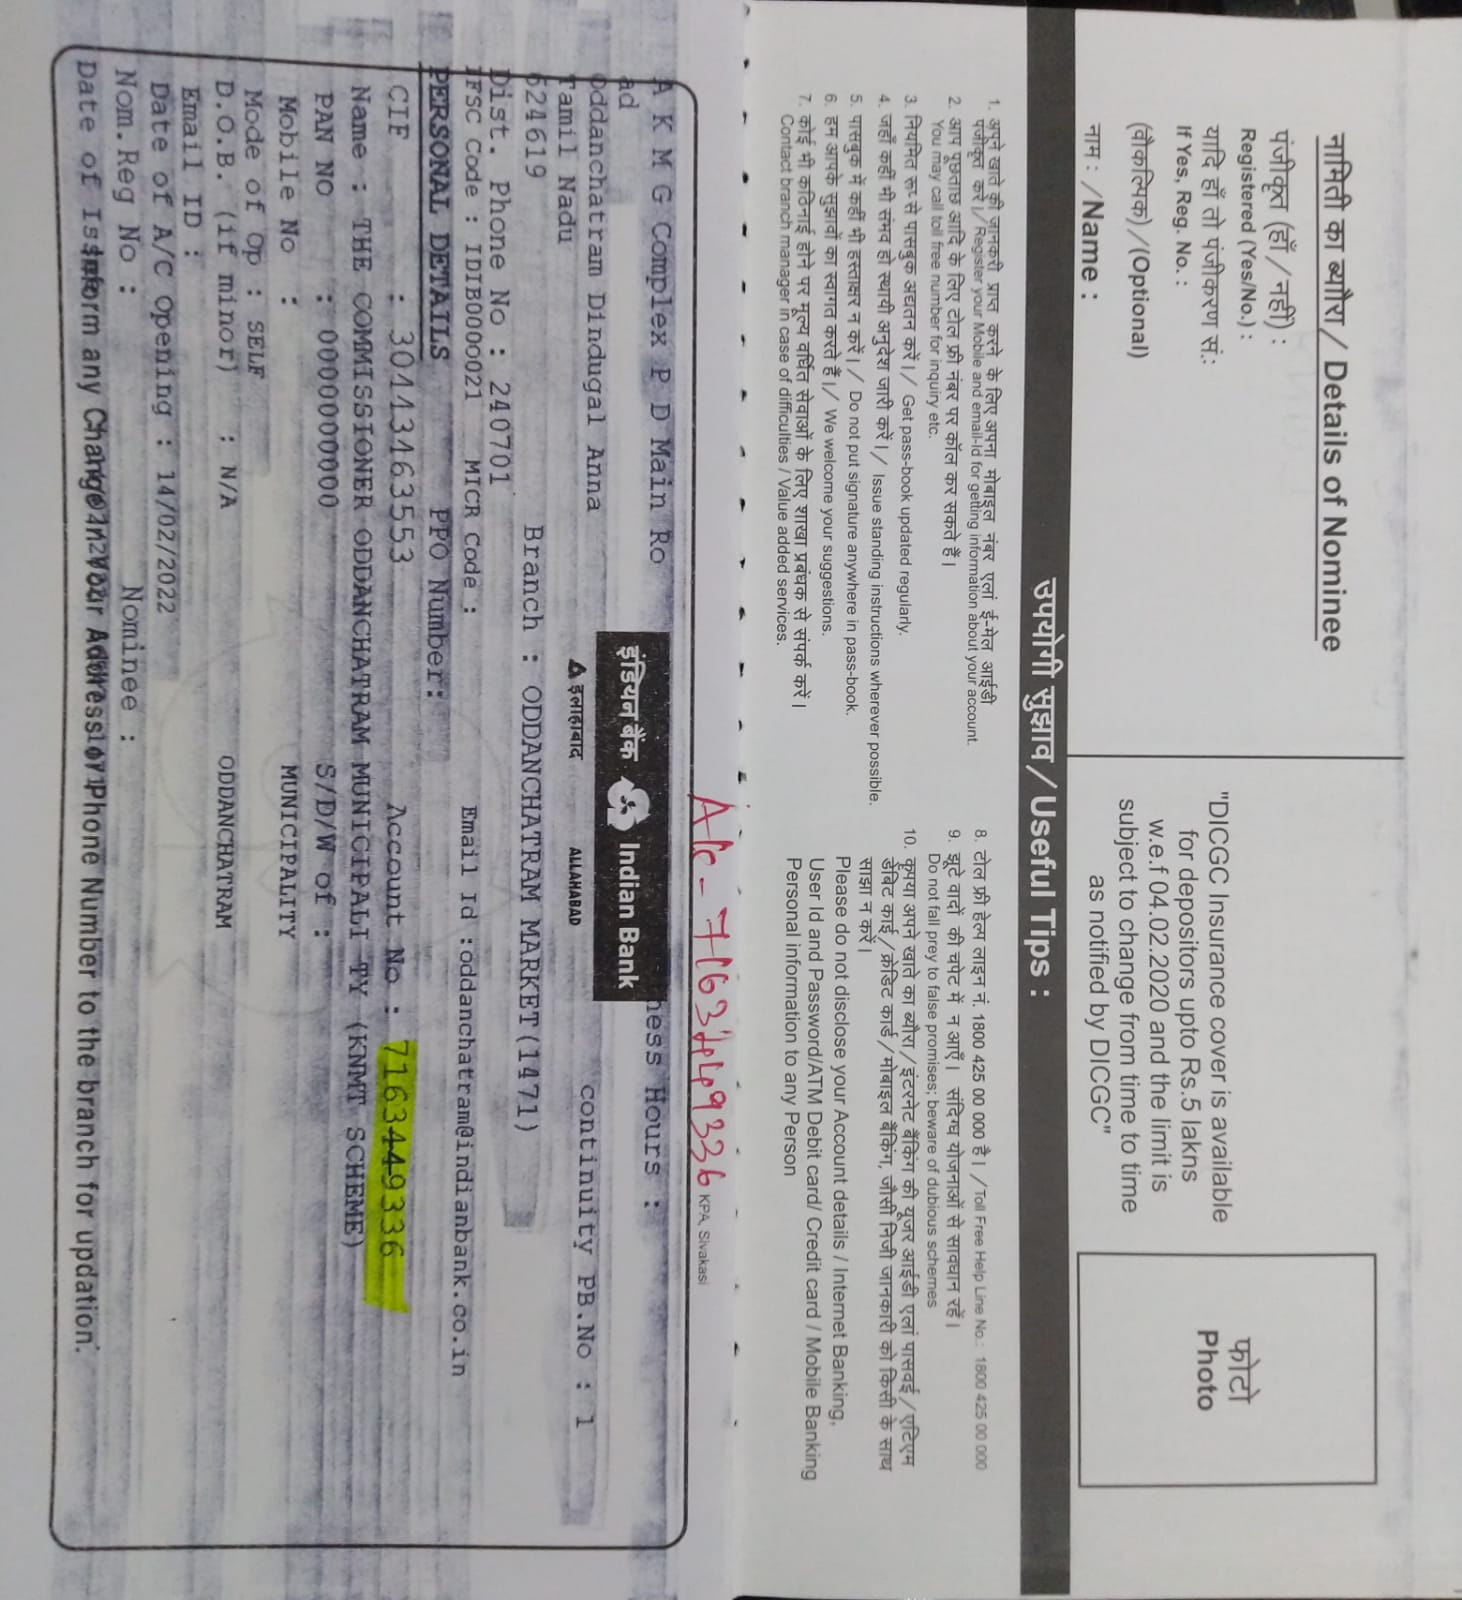 नामिती का ब्यौरा / Details of Nominee
पंजीकृत (हाँ / नहीं) :
Registered (Yes/No.) :
यादि हाँ तो पंजीकरण सं.:
If Yes, Reg. No. :
(वौकल्पिक) / (Optional)
नाम : / Name :
"DICGC Insurance cover is available
for depositors upto Rs.5 lakns
w.e.f 04.02.2020 and the limit is
subject to change from time to time
as notified by DICGC"
फोटो
Photo
उपयोगी सुझाव / Useful Tips :
1. अपने खाते की जानकरी प्राप्त करने के लिए अपना मोबाइल नंबर एलां ई-मेल आईडी
पंजीकृत करें। / Register your Mobile and email-Id for getting information about your account.
2. आप पूछताछ आदि के लिए टोल फ्री नंबर पर कॉल कर सकते हैं।
You may call toll free number for inquiry etc.
3. नियमित रूप से पासबुक अद्यतन करें। / Get pass-book updated regularly.
4. जहाँ कहीं भी संभव हो स्थायी अनुदेश जारी करें। / Issue standing instructions wherever possible.
5. पासबुक में कहीं भी हस्ताक्षर न करें। / Do not put signature anywhere in pass-book.
6. हम आपके सुझावों का स्वागत करते हैं। / We welcome your suggestions.
7. कोई भी कठिनाई होने पर मूल्य वर्धित सेवाओं के लिए शाखा प्रबंधक से संपर्क करें।
Contact branch manager in case of difficulties / Value added services.
8. टोल फ्री हेल्प लाइन नं. 1800 425 00 000 है। / Toll Free Help Line No.: 1800 425 00 000
9. झूटे वादों की चपेट में न आएँ। संदिग्ध योजनाओं से सावधान रहें।
Do not fall prey to false promises; beware of dubious schemes
10. कृपया अपने खाते का ब्यौरा / इंटरनेट बैंकिंग की यूजर आईडी एलां पासवर्ड / एटिएम
डेबिट कार्ड / क्रेडिट कार्ड / मोबाइल बैंकिंग, जौसी निजी जानकारी को किसी के साथ
साझा न करें।
Please do not disclose your Account details / Internet Banking,
User Id and Password/ATM Debit card/ Credit card / Mobile Banking
Personal information to any Person
A/c - 7163449336 KPA, Sivakasi
A K M G Complex P D Main Ro
ad
Oddanchatram Dindugal Anna
Tamil Nadu
624619
इंडियन बैंक Indian Bank
इलाहाबाद ALLAHABAD
Hours :
continuity PB.No : 1
Branch : ODDANCHATRAM MARKET(1471)
Dist. Phone No : 240701
IFSC Code : IDIB000O021 MICR Code : Email Id :oddanchatram@indianbank.co.in
PERSONAL DETAILS PPO Number:
CIF : 30113163553 Account No : 7163449336
Name : THE COMMISSIONER ODDANCHATRAM MUNICIPALI TY (KNMT SCHEME)
PAN NO : 0000000000 S/D/W of :
Mobile No : MUNICIPALITY
Mode of Op : SELF
D.O.B. (if minor) : N/A ODDANCHATRAM
Email ID :
Date of A/C Opening : 14/02/2022
Nom.Reg No : Nominee :
Date of Issue
Inform any Change in Your Address or Phone Number to the branch for updation.